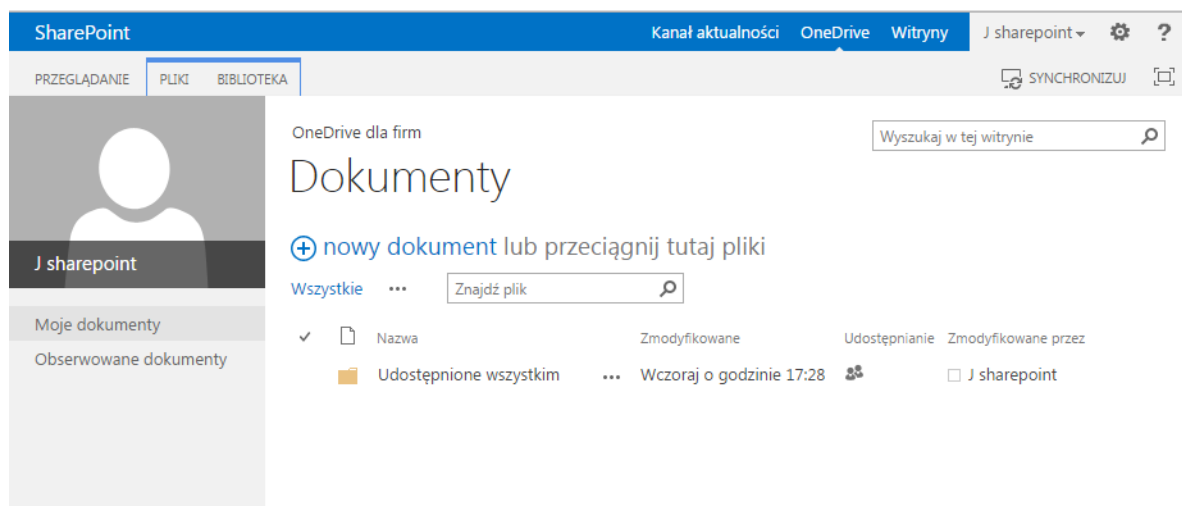 SharePoint Kanał aktualności OneDrive Witryny J sharepoint ?
PRZEGLĄDANIE PLIKI BIBLIOTEKA SYNCHRONIZUJ
OneDrive dla firm Wyszukaj w tej witrynie
Dokumenty
nowy dokument lub przeciągnij tutaj pliki
J sharepoint
Wszystkie ••• Znajdź plik
Moje dokumenty
Obserwowane dokumenty
Nazwa Zmodyfikowane Udostępnianie Zmodyfikowane przez
Udostępnione wszystkim ••• Wczoraj o godzinie 17:28 J sharepoint